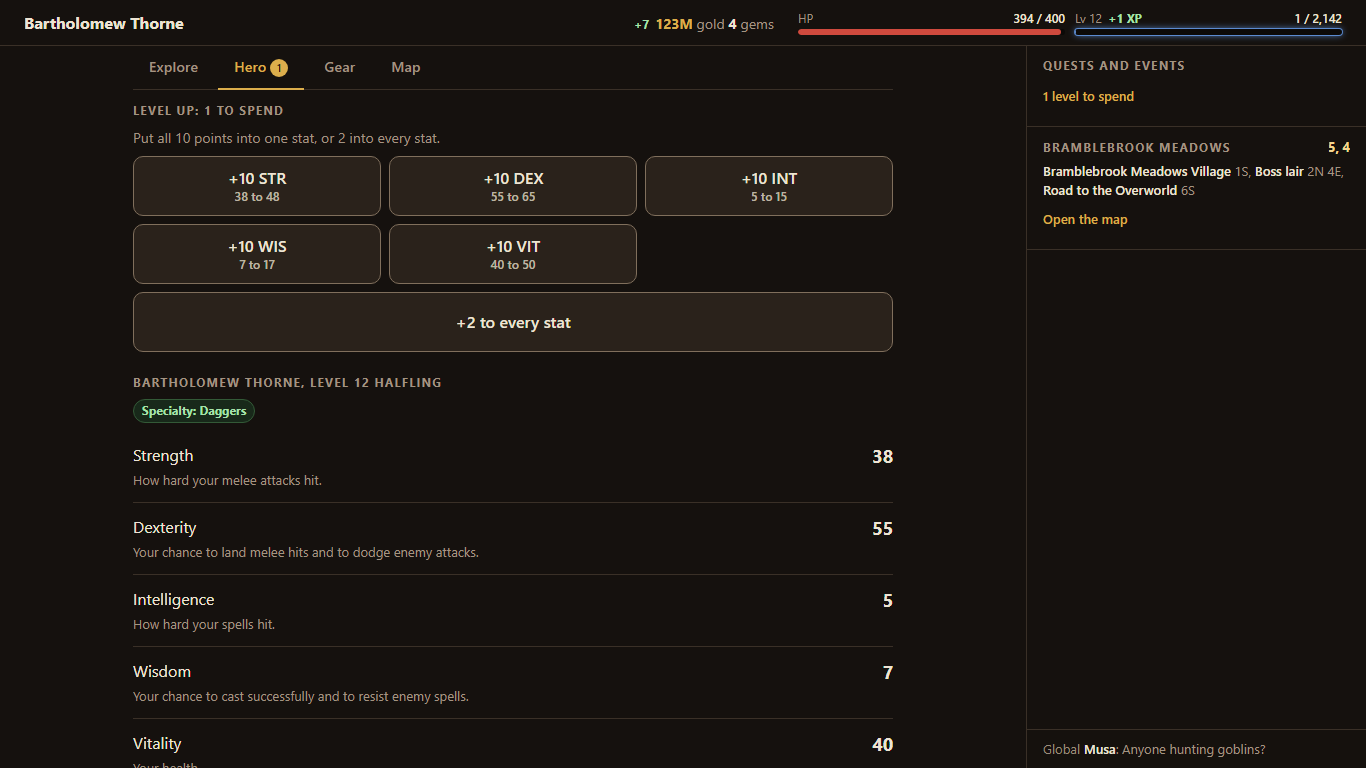 Bartholomew Thorne
+7 123M gold 4 gems
HP 394 / 400
Lv 12 +1 XP 1 / 2,142
Explore
Hero 1
Gear
Map
LEVEL UP: 1 TO SPEND
Put all 10 points into one stat, or 2 into every stat.
+10 STR
38 to 48
+10 DEX
55 to 65
+10 INT
5 to 15
+10 WIS
7 to 17
+10 VIT
40 to 50
+2 to every stat
BARTHOLOMEW THORNE, LEVEL 12 HALFLING
Specialty: Daggers
Strength 38
How hard your melee attacks hit.
Dexterity 55
Your chance to land melee hits and to dodge enemy attacks.
Intelligence 5
How hard your spells hit.
Wisdom 7
Your chance to cast successfully and to resist enemy spells.
Vitality 40
Your health.
QUESTS AND EVENTS
1 level to spend
BRAMBLEBROOK MEADOWS 5, 4
Bramblebrook Meadows Village 1S, Boss lair 2N 4E,
Road to the Overworld 6S
Open the map
Global Musa: Anyone hunting goblins?